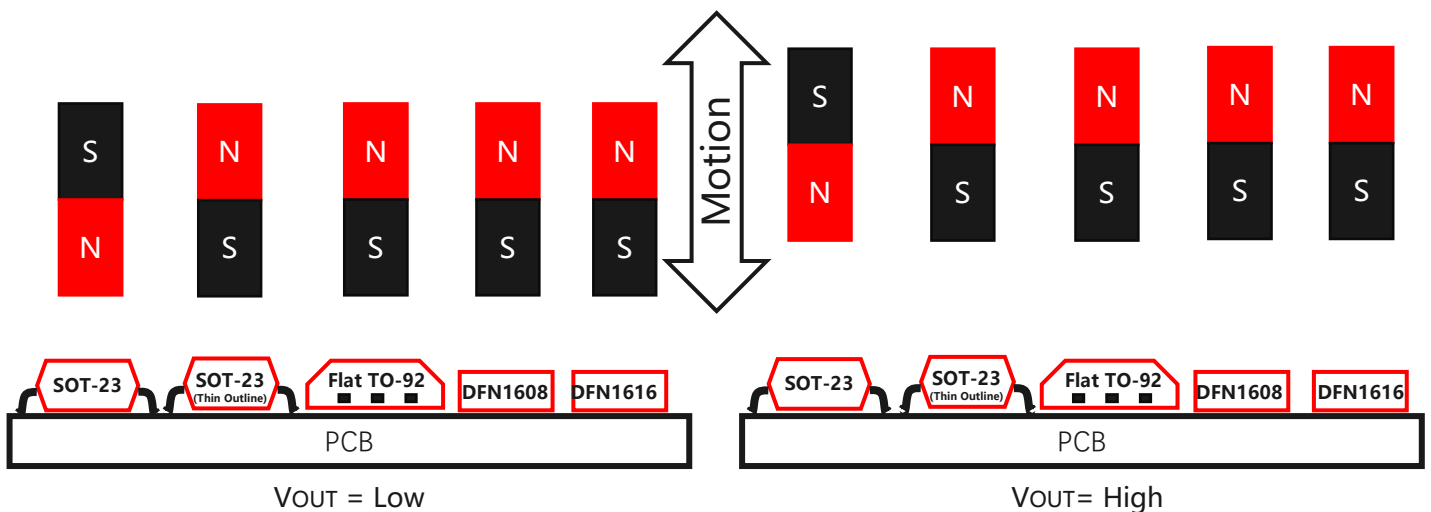 S N N N N
N S S S S
Motion
S N N N N
N S S S S
SOT-23 SOT-23 Flat TO-92 DFN1608 DFN1616
(Thin Outline)
PCB
VOUT = Low
SOT-23 SOT-23 Flat TO-92 DFN1608 DFN1616
(Thin Outline)
PCB
VOUT= High